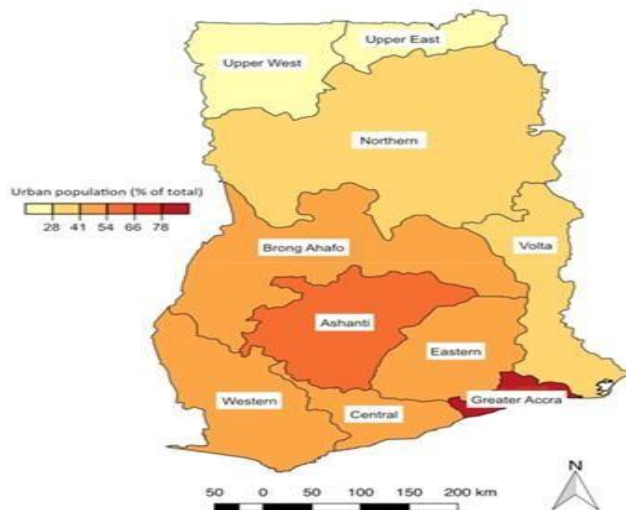 Upper East
Upper West
Northern
Urban population (% of total)
28 41 54 66 78
Brong Ahafo
Volta
Ashanti
Eastern
Western
Central
Greater Accra
N
50 0 50 100 150 200 km